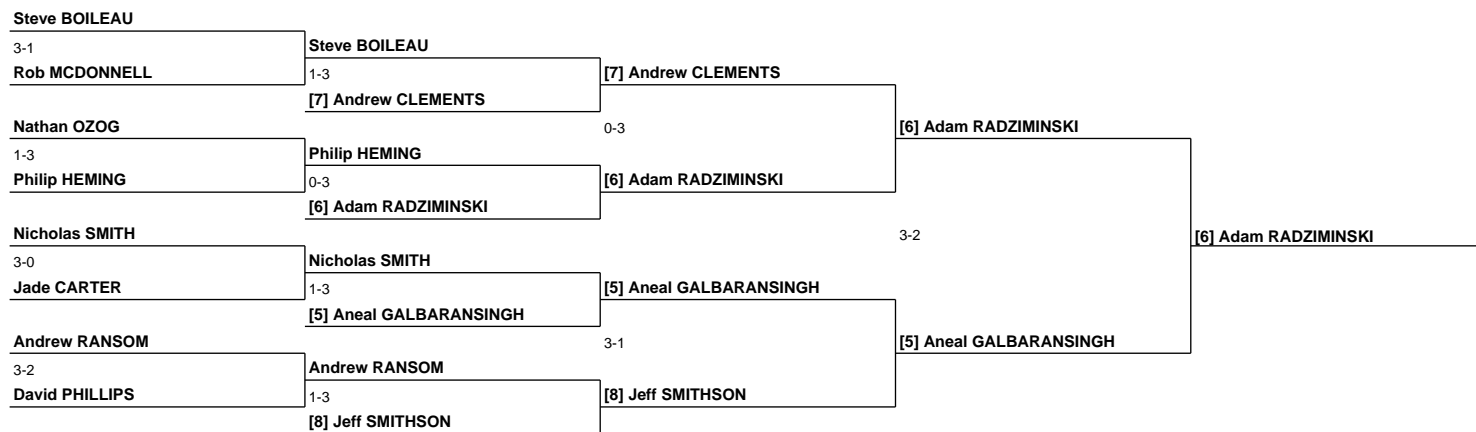 Steve BOILEAU
3-1
Rob MCDONNELL
Nathan OZOG
1-3
Philip HEMING
Nicholas SMITH
3-0
Jade CARTER
Andrew RANSOM
3-2
David PHILLIPS
Steve BOILEAU
1-3
[7] Andrew CLEMENTS
Philip HEMING
0-3
[6] Adam RADZIMINSKI
Nicholas SMITH
1-3
[5] Aneal GALBARANSINGH
Andrew RANSOM
1-3
[8] Jeff SMITHSON
[7] Andrew CLEMENTS
0-3
[6] Adam RADZIMINSKI
[5] Aneal GALBARANSINGH
3-1
[8] Jeff SMITHSON
[6] Adam RADZIMINSKI
3-2
[5] Aneal GALBARANSINGH
[6] Adam RADZIMINSKI